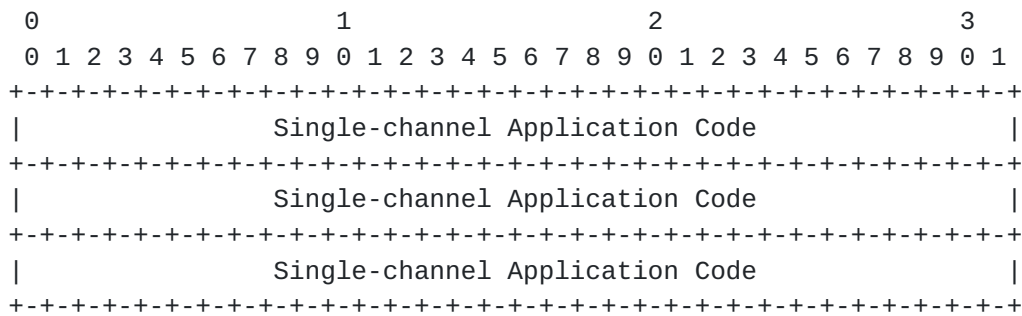 0                   1                   2                   3
 0 1 2 3 4 5 6 7 8 9 0 1 2 3 4 5 6 7 8 9 0 1 2 3 4 5 6 7 8 9 0 1
+-+-+-+-+-+-+-+-+-+-+-+-+-+-+-+-+-+-+-+-+-+-+-+-+-+-+-+-+-+-+-+-+
|                Single-channel Application Code                |
+-+-+-+-+-+-+-+-+-+-+-+-+-+-+-+-+-+-+-+-+-+-+-+-+-+-+-+-+-+-+-+-+
|                Single-channel Application Code                |
+-+-+-+-+-+-+-+-+-+-+-+-+-+-+-+-+-+-+-+-+-+-+-+-+-+-+-+-+-+-+-+-+
|                Single-channel Application Code                |
+-+-+-+-+-+-+-+-+-+-+-+-+-+-+-+-+-+-+-+-+-+-+-+-+-+-+-+-+-+-+-+-+